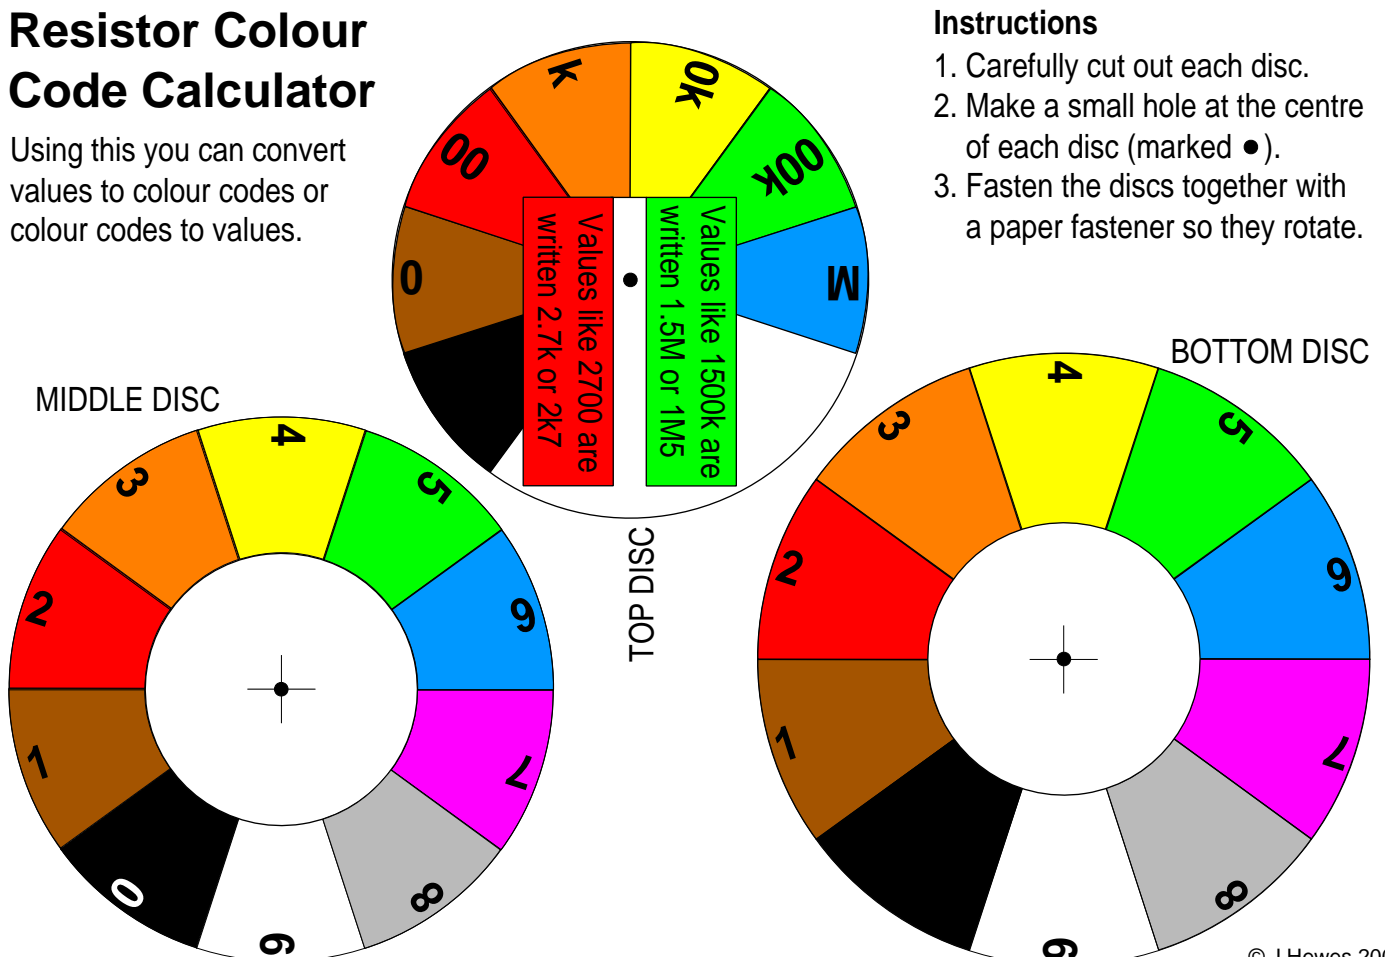 Resistor Colour
Code Calculator
Using this you can convert
values to colour codes or
colour codes to values.
Instructions
1. Carefully cut out each disc.
2. Make a small hole at the centre
of each disc (marked ●).
3. Fasten the discs together with
a paper fastener so they rotate.
0
00
k
0k
00k
M
Values like 2700 are
written 2.7k or 2k7
Values like 1500k are
written 1.5M or 1M5
TOP DISC
MIDDLE DISC
0
1
2
3
4
5
6
7
8
9
BOTTOM DISC
1
2
3
4
5
6
7
8
9
© J Hewes